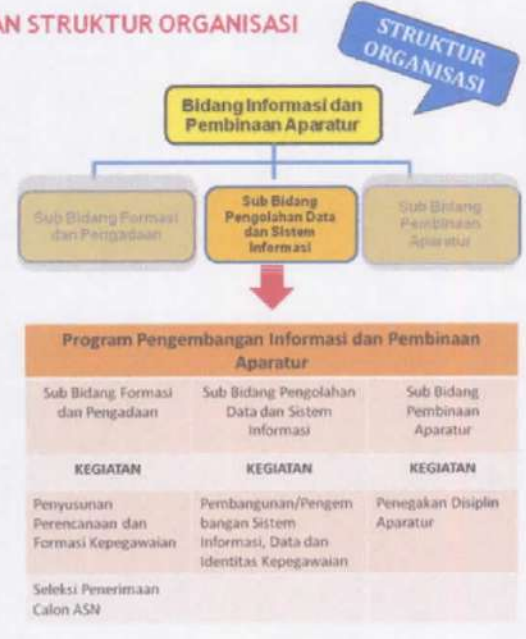 AN STRUKTUR ORGANISASI
STRUKTUR
ORGANISASI
Bidang Informasi dan
Pembinaan Aparatur
Sub Bidang Formasi
dan Pengadaan
Sub Bidang
Pengolahan Data
dan Sistem
Informasi
Sub Bidang
Pembinaan
Aparatur
Program Pengembangan Informasi dan Pembinaan
Aparatur
Sub Bidang Formasi
dan Pengadaan
Sub Bidang Pengolahan
Data dan Sistem
Informasi
Sub Bidang
Pembinaan
Aparatur
KEGIATAN
KEGIATAN
KEGIATAN
Penyusunan
Perencanaan dan
Formasi Kepegawaian
Pembangunan/Pengem
bangan Sistem
Informasi, Data dan
Identitas Kepegawaian
Penegakan Disiplin
Aparatur
Seleksi Penerimaan
Calon ASN